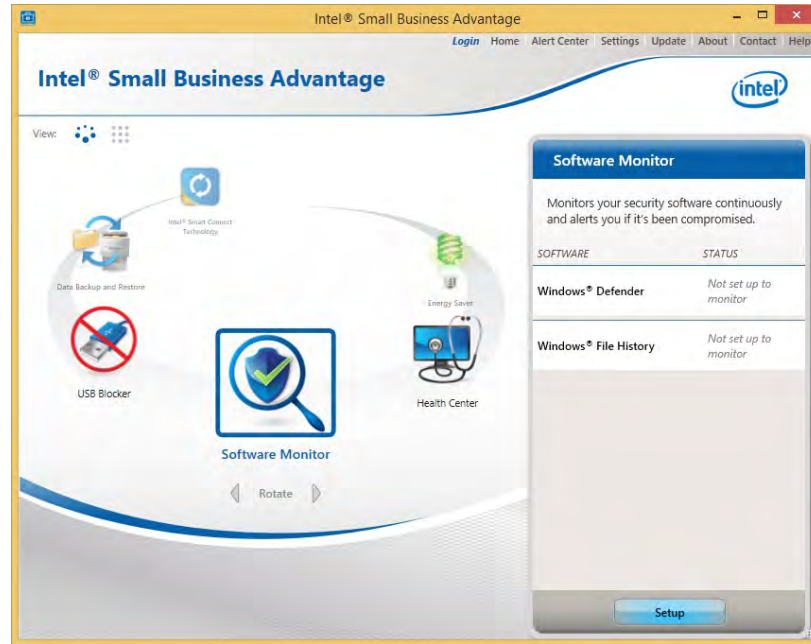 Intel® Small Business Advantage
Login Home Alert Center Settings Update About Contact Help
Intel® Small Business Advantage
intel
View:
Intel® Smart Connect
Technology
Data Backup and Restore
Energy Saver
USB Blocker
Health Center
Software Monitor
Rotate
Software Monitor
Monitors your security software continuously
and alerts you if it's been compromised.
SOFTWARE STATUS
Windows® Defender Not set up to
monitor
Windows® File History Not set up to
monitor
Setup